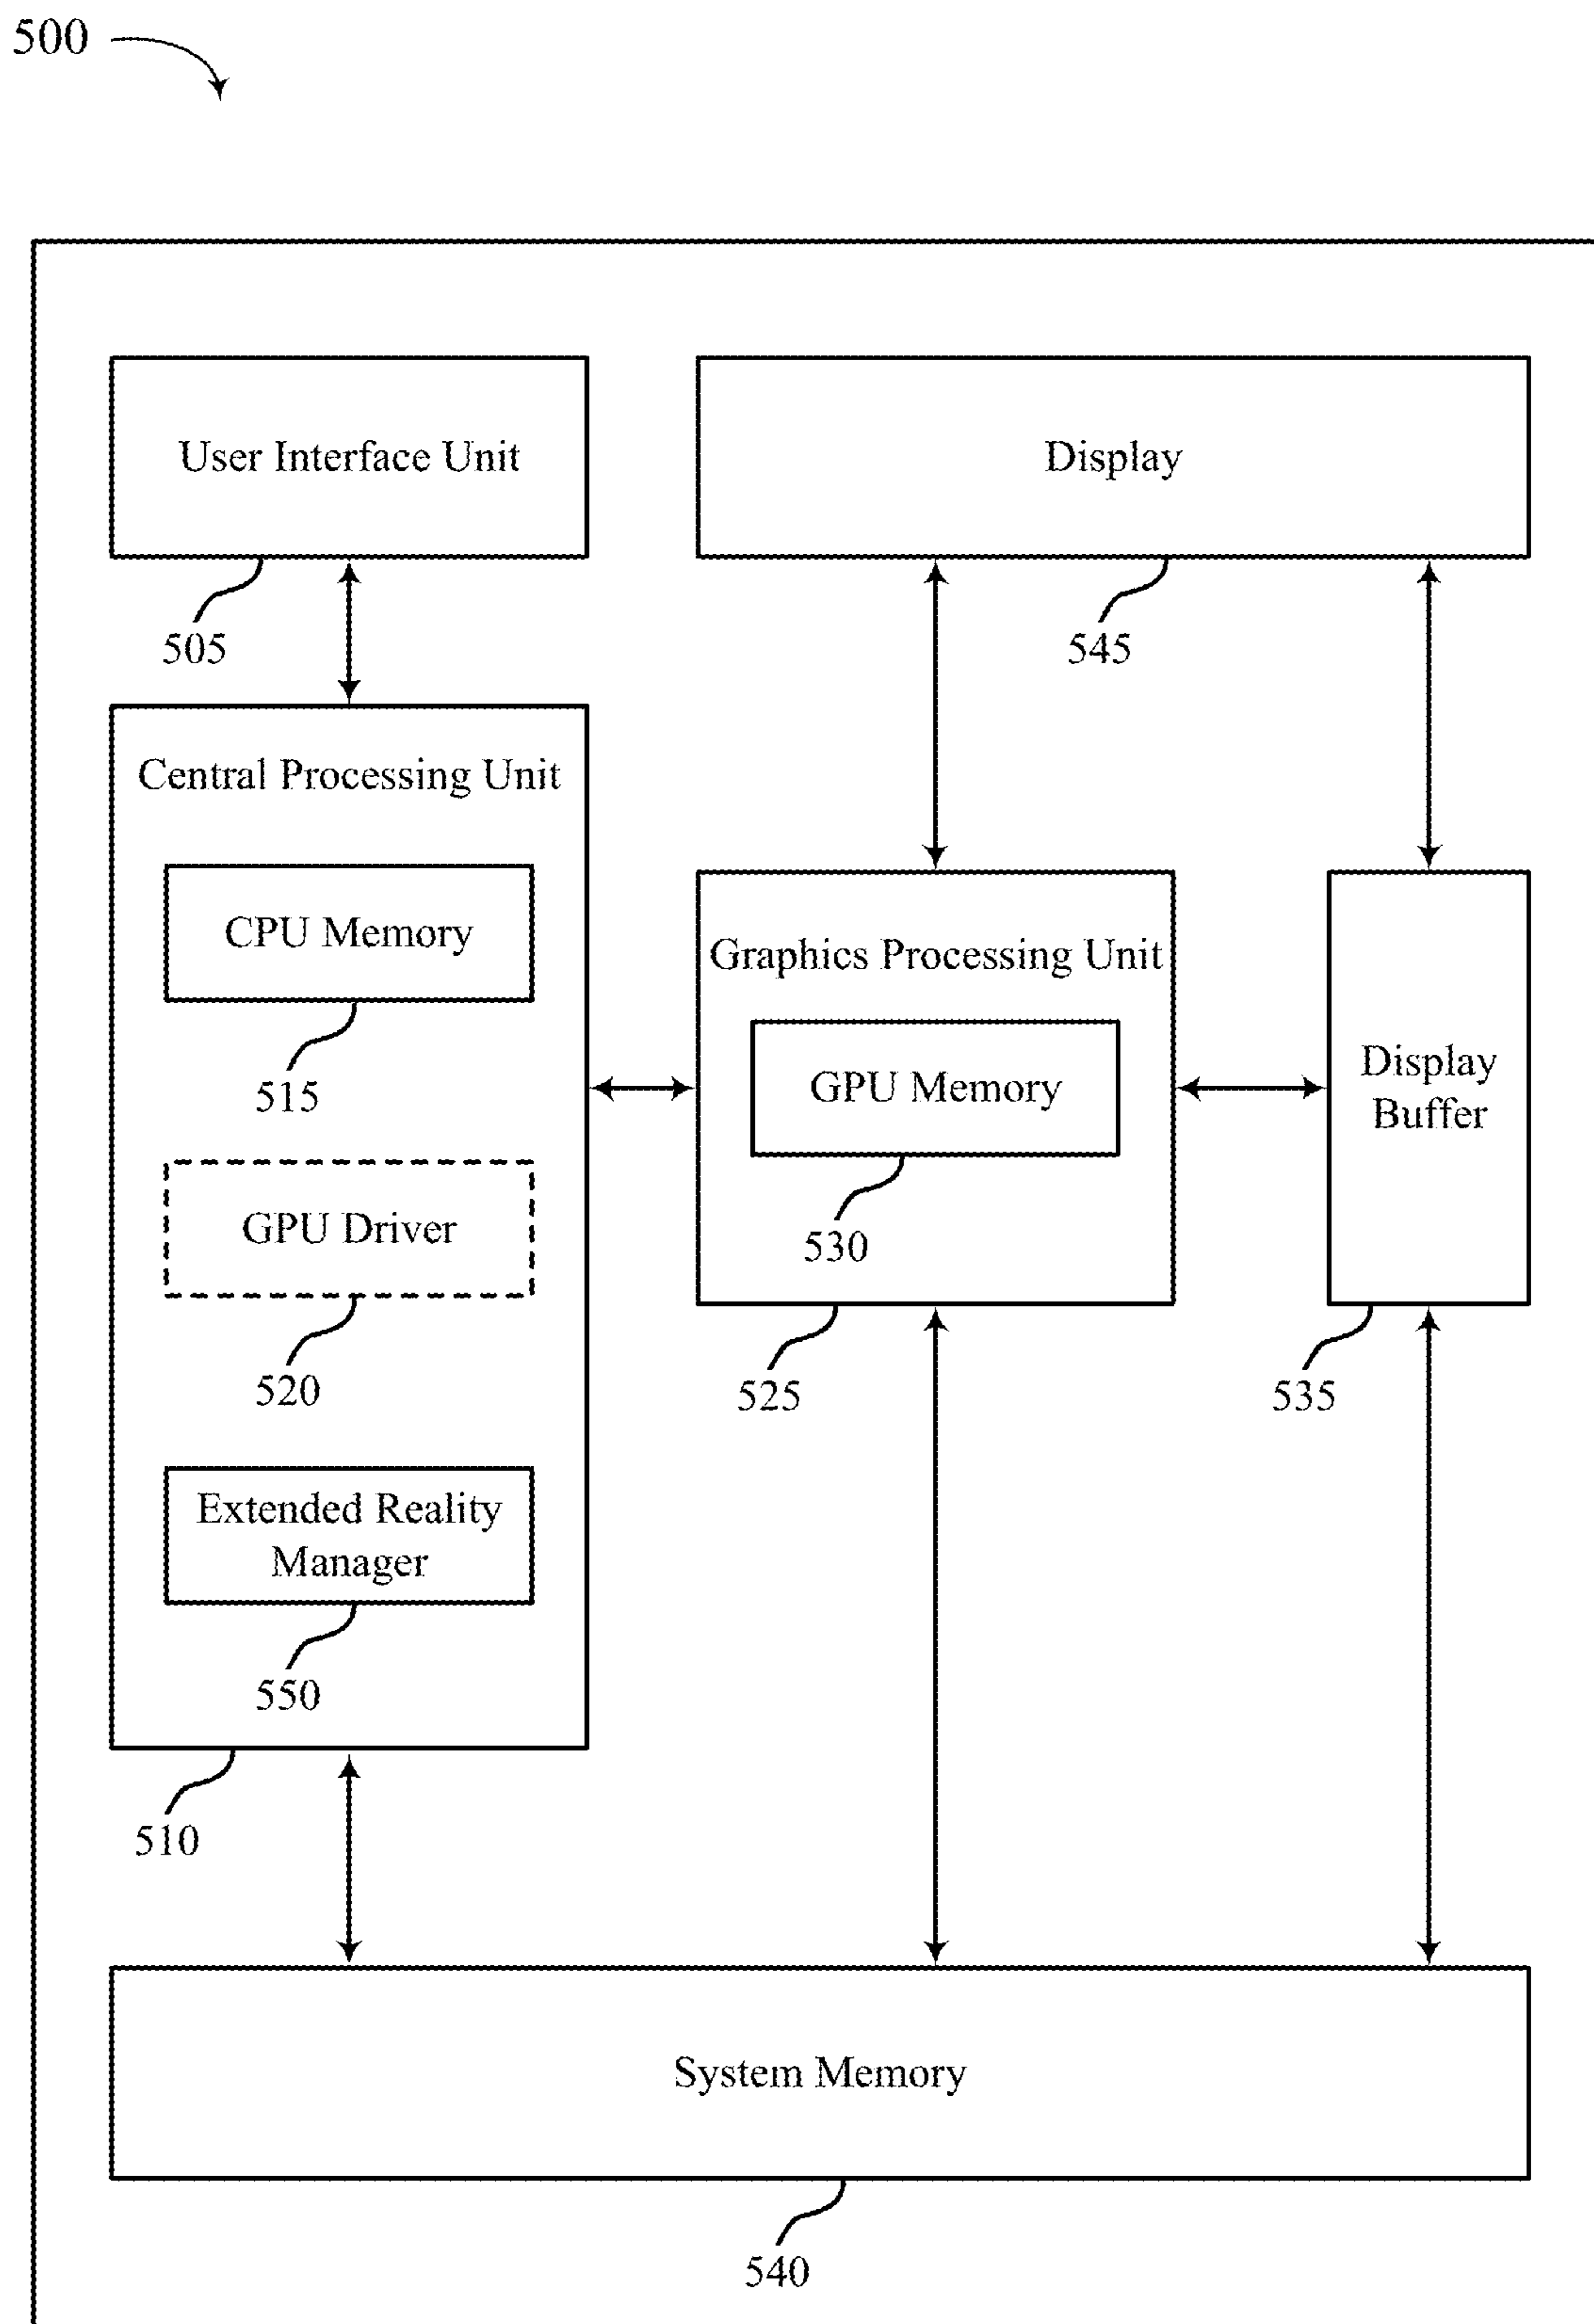 500
User Interface Unit
Display
505
545
Central Processing Unit
CPU Memory
515
GPU Driver
520
Extended Reality
Manager
550
510
Graphics Processing Unit
GPU Memory
530
525
Display
Buffer
535
System Memory
540